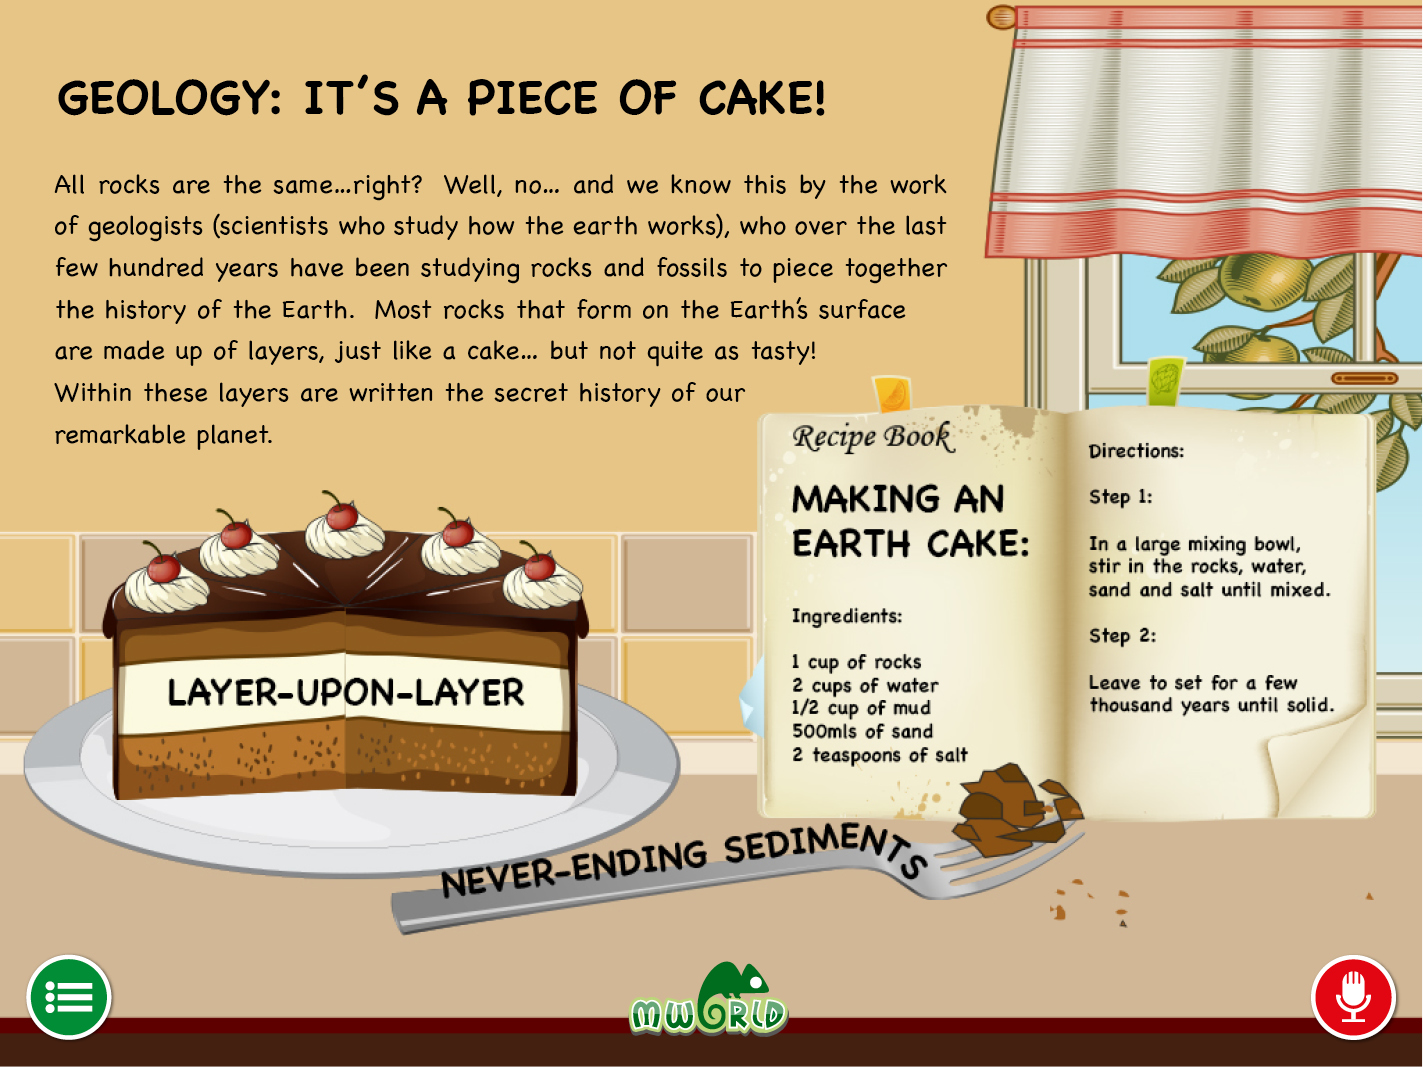 GEOLOGY: IT'S A PIECE OF CAKE!
All rocks are the same...right? Well, no... and we know this by the work
of geologists (scientists who study how the earth works), who over the last
few hundred years have been studying rocks and fossils to piece together
the history of the Earth. Most rocks that form on the Earth's surface
are made up of layers, just like a cake... but not quite as tasty!
Within these layers are written the secret history of our
remarkable planet.
LAYER-UPON-LAYER
Recipe Book
MAKING AN
EARTH CAKE:
Ingredients:
1 cup of rocks
2 cups of water
1/2 cup of mud
500mls of sand
2 teaspoons of salt
Directions:
Step 1:
In a large mixing bowl,
stir in the rocks, water,
sand and salt until mixed.
Step 2:
Leave to set for a few
thousand years until solid.
NEVER-ENDING SEDIMENTS
MWORLD